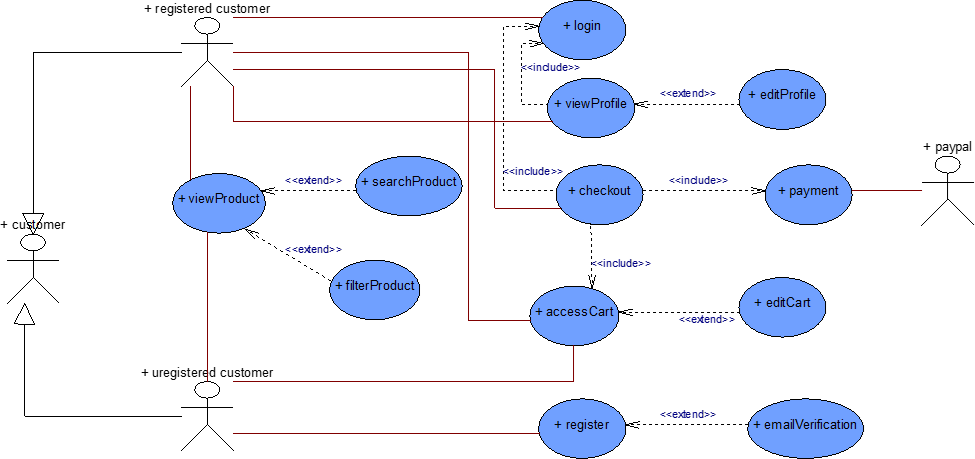 + registered customer
+ login
<<include>>
+ viewProfile
<<extend>>
+ editProfile
+ paypal
<<include>>
+ checkout
<<include>>
+ payment
+ viewProduct
<<extend>>
+ searchProduct
+ customer
<<extend>>
+ filterProduct
<<include>>
+ accessCart
<<extend>>
+ editCart
+ uregistered customer
+ register
<<extend>>
+ emailVerification